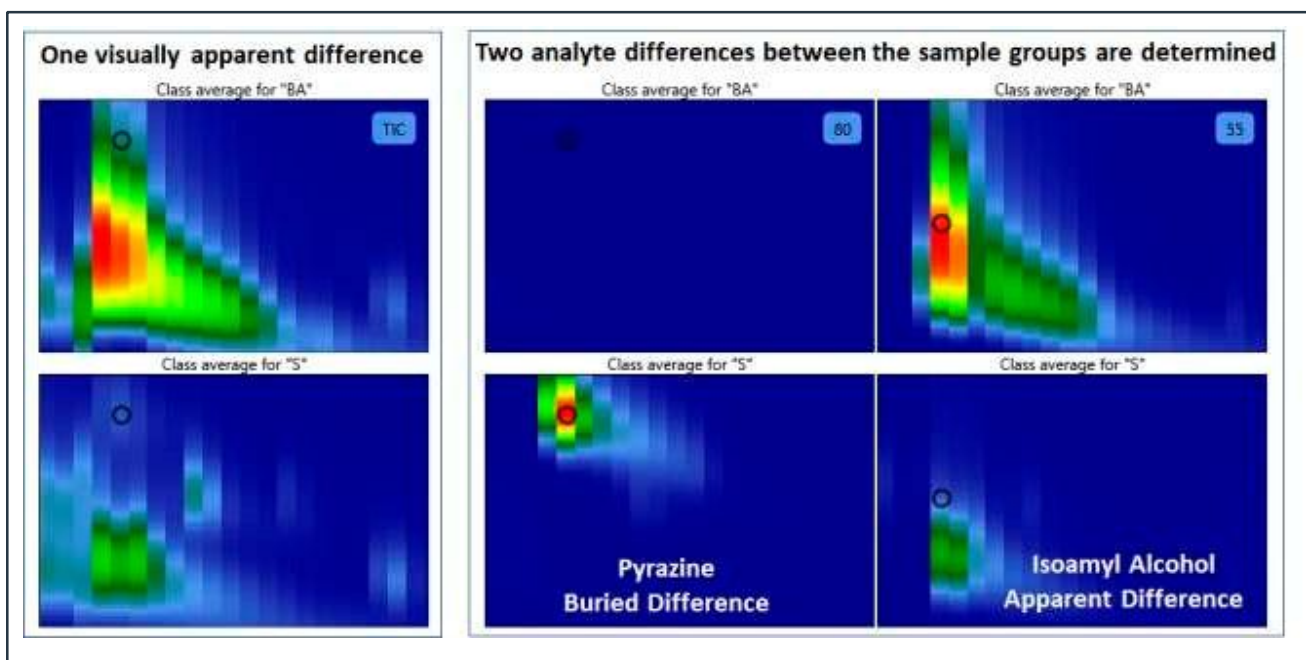 One visually apparent difference
Class average for "BA"
TIC
Class average for "S"
Two analyte differences between the sample groups are determined
Class average for "BA"
80
Class average for "BA"
55
Class average for "S"
Pyrazine
Buried Difference
Class average for "S"
Isoamyl Alcohol
Apparent Difference